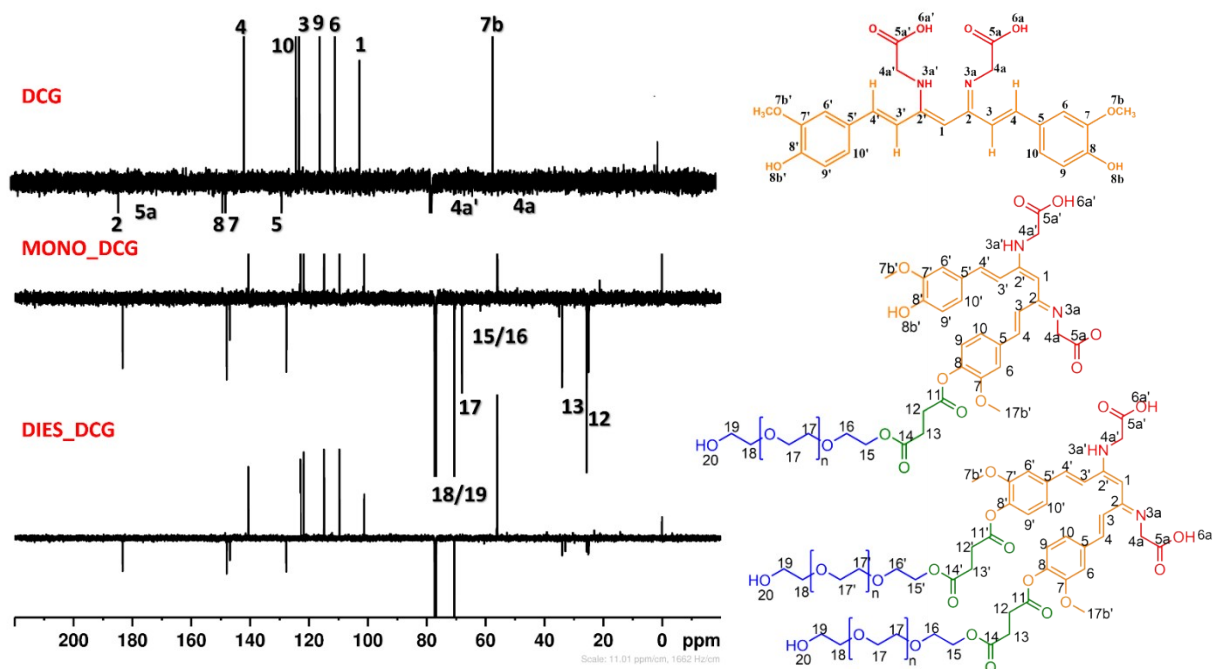 4
10
3
9
6
1
7b
DCG
2
5a
8
7
5
4a'
4a
MONO_DCG
15/16
17
13
12
DIES_DCG
18/19
220 200 180 160 140 120 100 80 60 40 20 0 ppm
Scale: 11.01 ppm/cm, 1662 Hz/cm
6a' 6a
O OH O OH
5a' 5a
4a' NH 3a' 3a N 4a
7b' H H 7b
H₃CO 6' 6 OCH₃
7' 5' 4' 3' 2' 1 2 3 4 5 7
8' 10' H H 10 8
HO 9' 9 OH
8b' 8b
O OH 6a'
5a'
4a'
3a' HN
7b' O 6' 4' 1
7' 5' 3' 2'
8' 10' 2
HO 9' 3 N 3a
8b' 10 4 4a 5a O
9 5 O
8 6
O 7
11 O 17b'
12 O
19 17 16 O 14 13
HO O O O
20 18 17 n 15 O
6a'
O OH
5a'
4a'
3a' HN
7b' O 6' 4' 1
7' 5' 3' 2'
8' 10' 2
O 9' 3 N 3a
11' 10 4 4a 5a OH 6a
O 9 5 O
12' 8 6
19 17' 16' O 14' 13' O 7
HO O O O 11 O 17b'
20 18 17' n 15' O 12 O
19 17 16 O 14 13
HO O O O
20 18 17 n 15 O